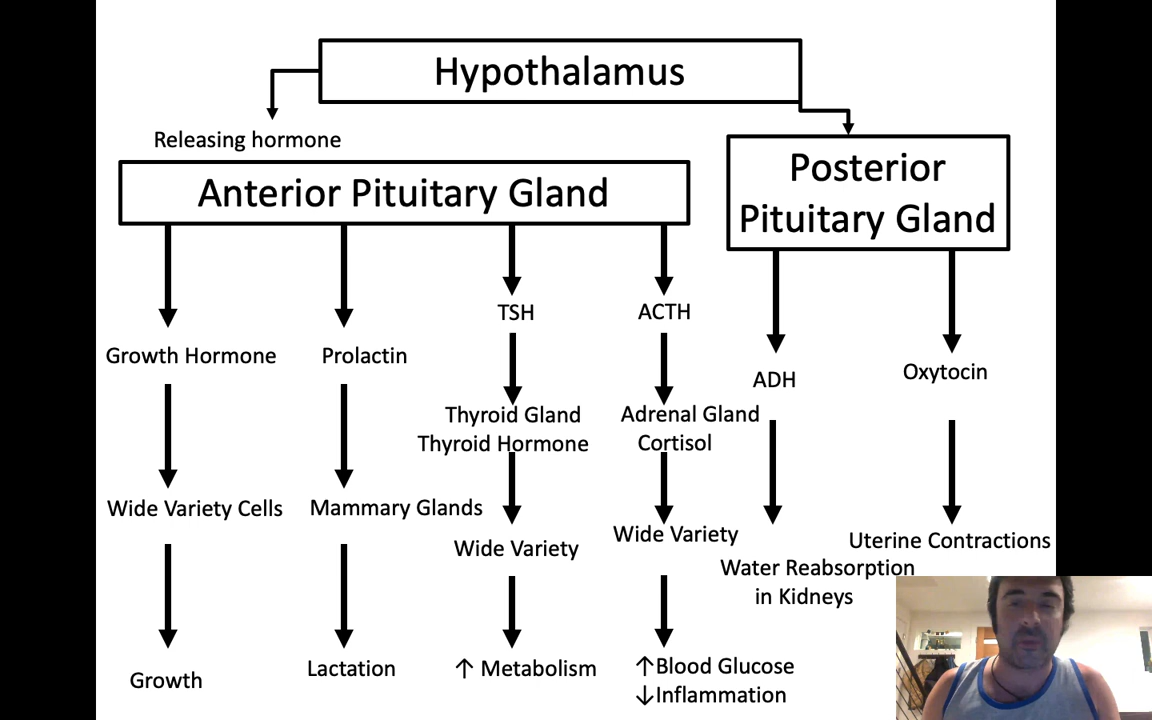 Hypothalamus
Releasing hormone
Anterior Pituitary Gland
Posterior
Pituitary Gland
TSH
ACTH
Growth Hormone
Prolactin
ADH
Oxytocin
Thyroid Gland
Thyroid Hormone
Adrenal Gland
Cortisol
Wide Variety Cells
Mammary Glands
Wide Variety
Wide Variety
Water Reabsorption
in Kidneys
Uterine Contractions
Growth
Lactation
↑ Metabolism
↑Blood Glucose
↓Inflammation